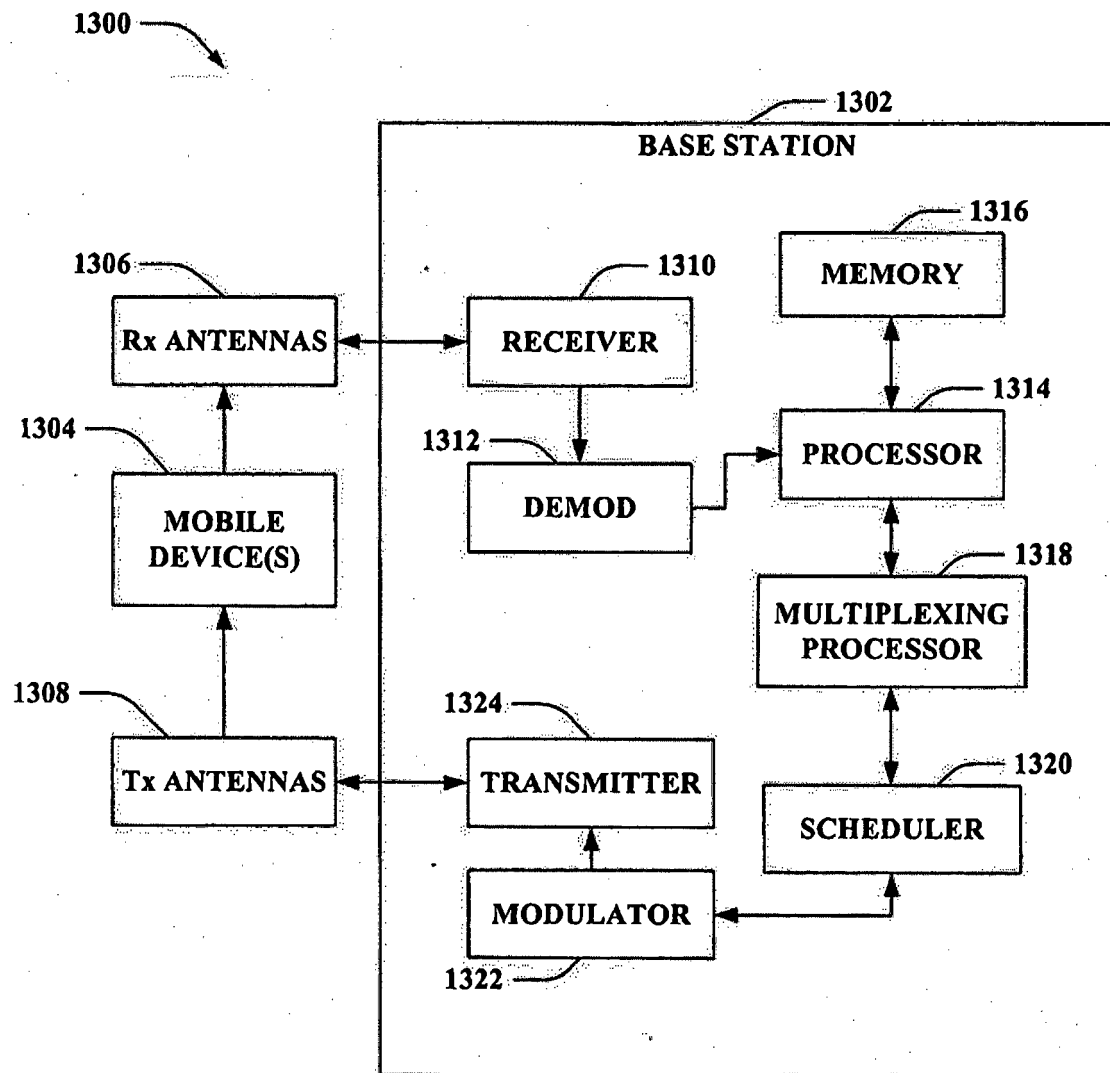 1300
1302
BASE STATION
1316
MEMORY
1306
1310
Rx ANTENNAS
RECEIVER
1314
1304
1312
PROCESSOR
DEMOD
MOBILE
DEVICE(S)
1318
MULTIPLEXING
PROCESSOR
1308
1324
Tx ANTENNAS
TRANSMITTER
1320
SCHEDULER
MODULATOR
1322